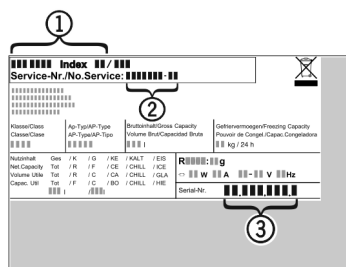 1
Index /
Service-Nr./No.Service: -
2
Klasse/Class Ap-Typ/AP-Type Bruttoinhalt/Gross Capacity Gefriervermoegen/Freezing Capacity
Classe/Clase AP-Type/AP-Tipo Volume Brut/Capacidad Bruta Pouvoir de Congel./Capac.Congeladora
l kg / 24 h
Nutzinhalt Ges / K / G / KE / KALT / EIS
Net.Capacity Tot / R / F / CE / CHILL / ICE
Volume Utile Tot / R / C / CA / CHILL / GLA
Capac. Util Tot / F / C / BO / CHILL / HIE
l / l
R : g
W A - V Hz
Serial-Nr. . . .
3